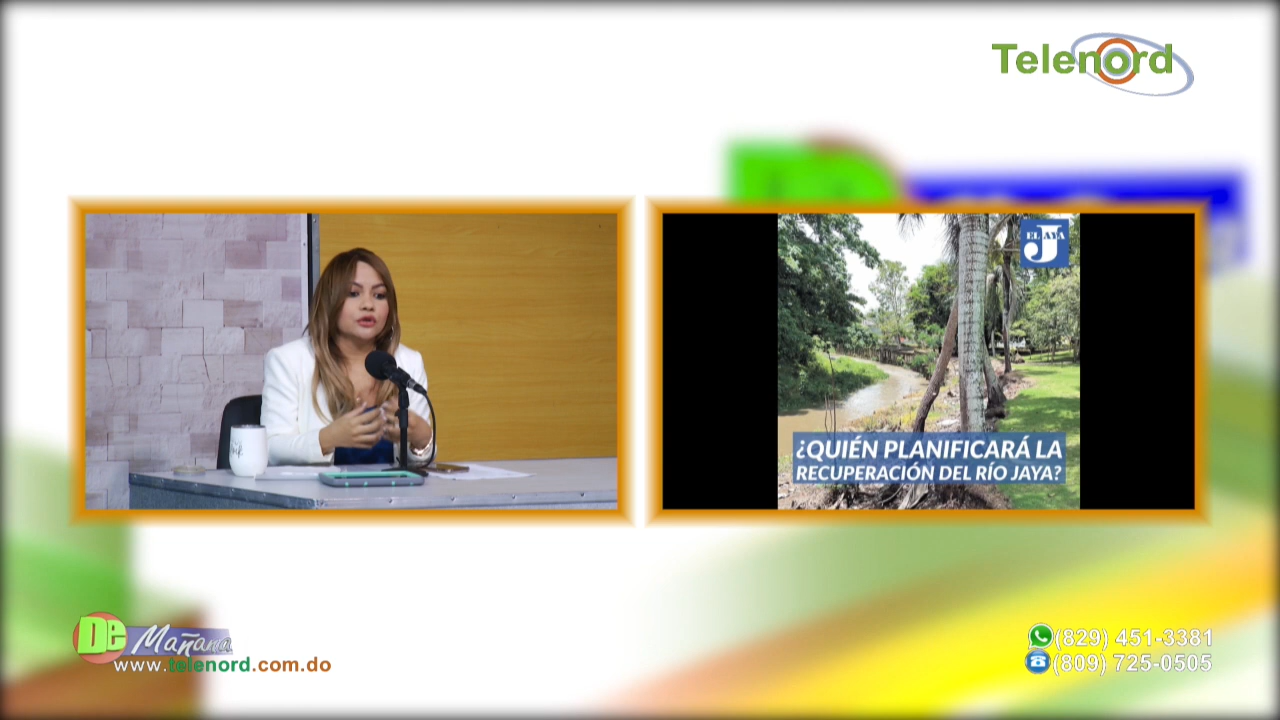 Telenord
EL JAYA
¿QUIÉN PLANIFICARÁ LA
RECUPERACIÓN DEL RÍO JAYA?
De Mañana
www.telenord.com.do
(829) 451-3381
(809) 725-0505